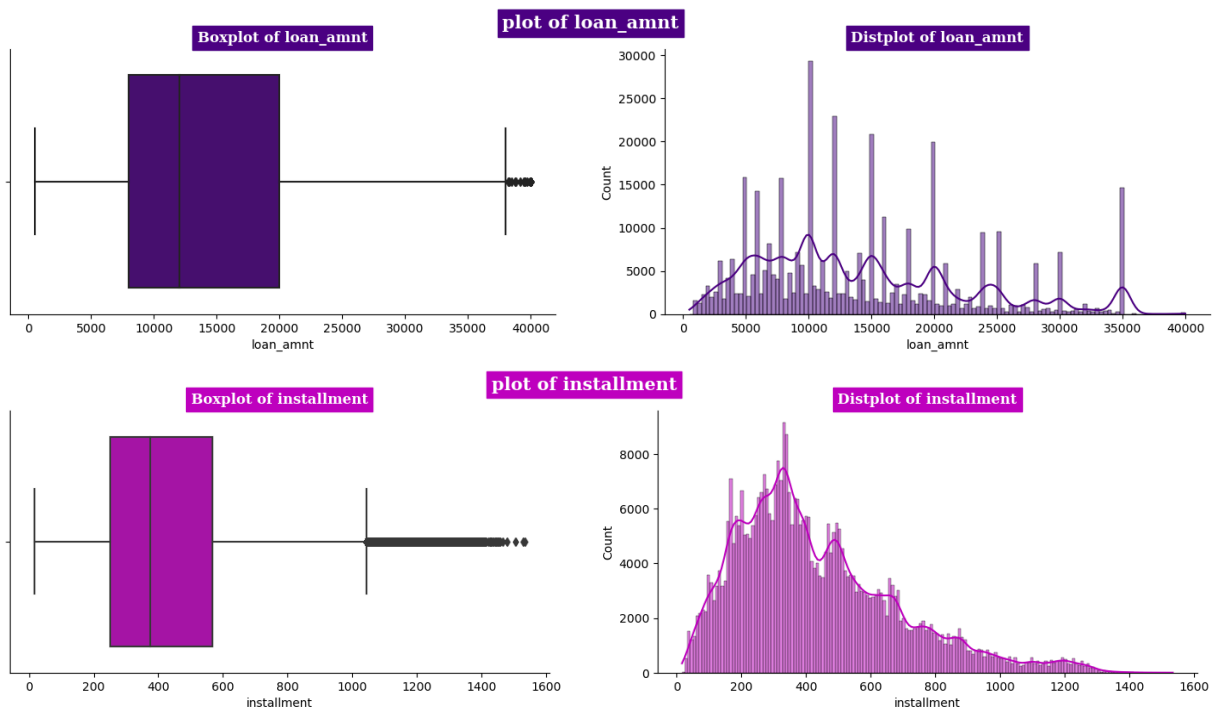 plot of loan_amnt
Boxplot of loan_amnt
0 5000 10000 15000 20000 25000 30000 35000 40000
loan_amnt
Distplot of loan_amnt
30000
25000
20000
15000
10000
5000
0
Count
0 5000 10000 15000 20000 25000 30000 35000 40000
loan_amnt
plot of installment
Boxplot of installment
0 200 400 600 800 1000 1200 1400 1600
installment
Distplot of installment
8000
6000
4000
2000
0
Count
0 200 400 600 800 1000 1200 1400 1600
installment